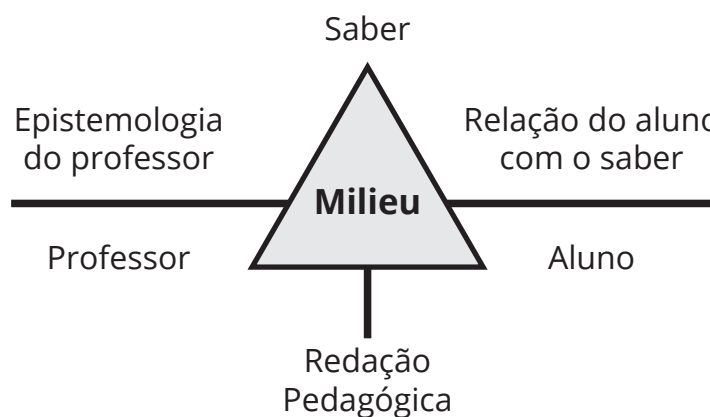 Saber
Epistemologia
do professor
Relação do aluno
com o saber
Milieu
Professor
Aluno
Redação
Pedagógica